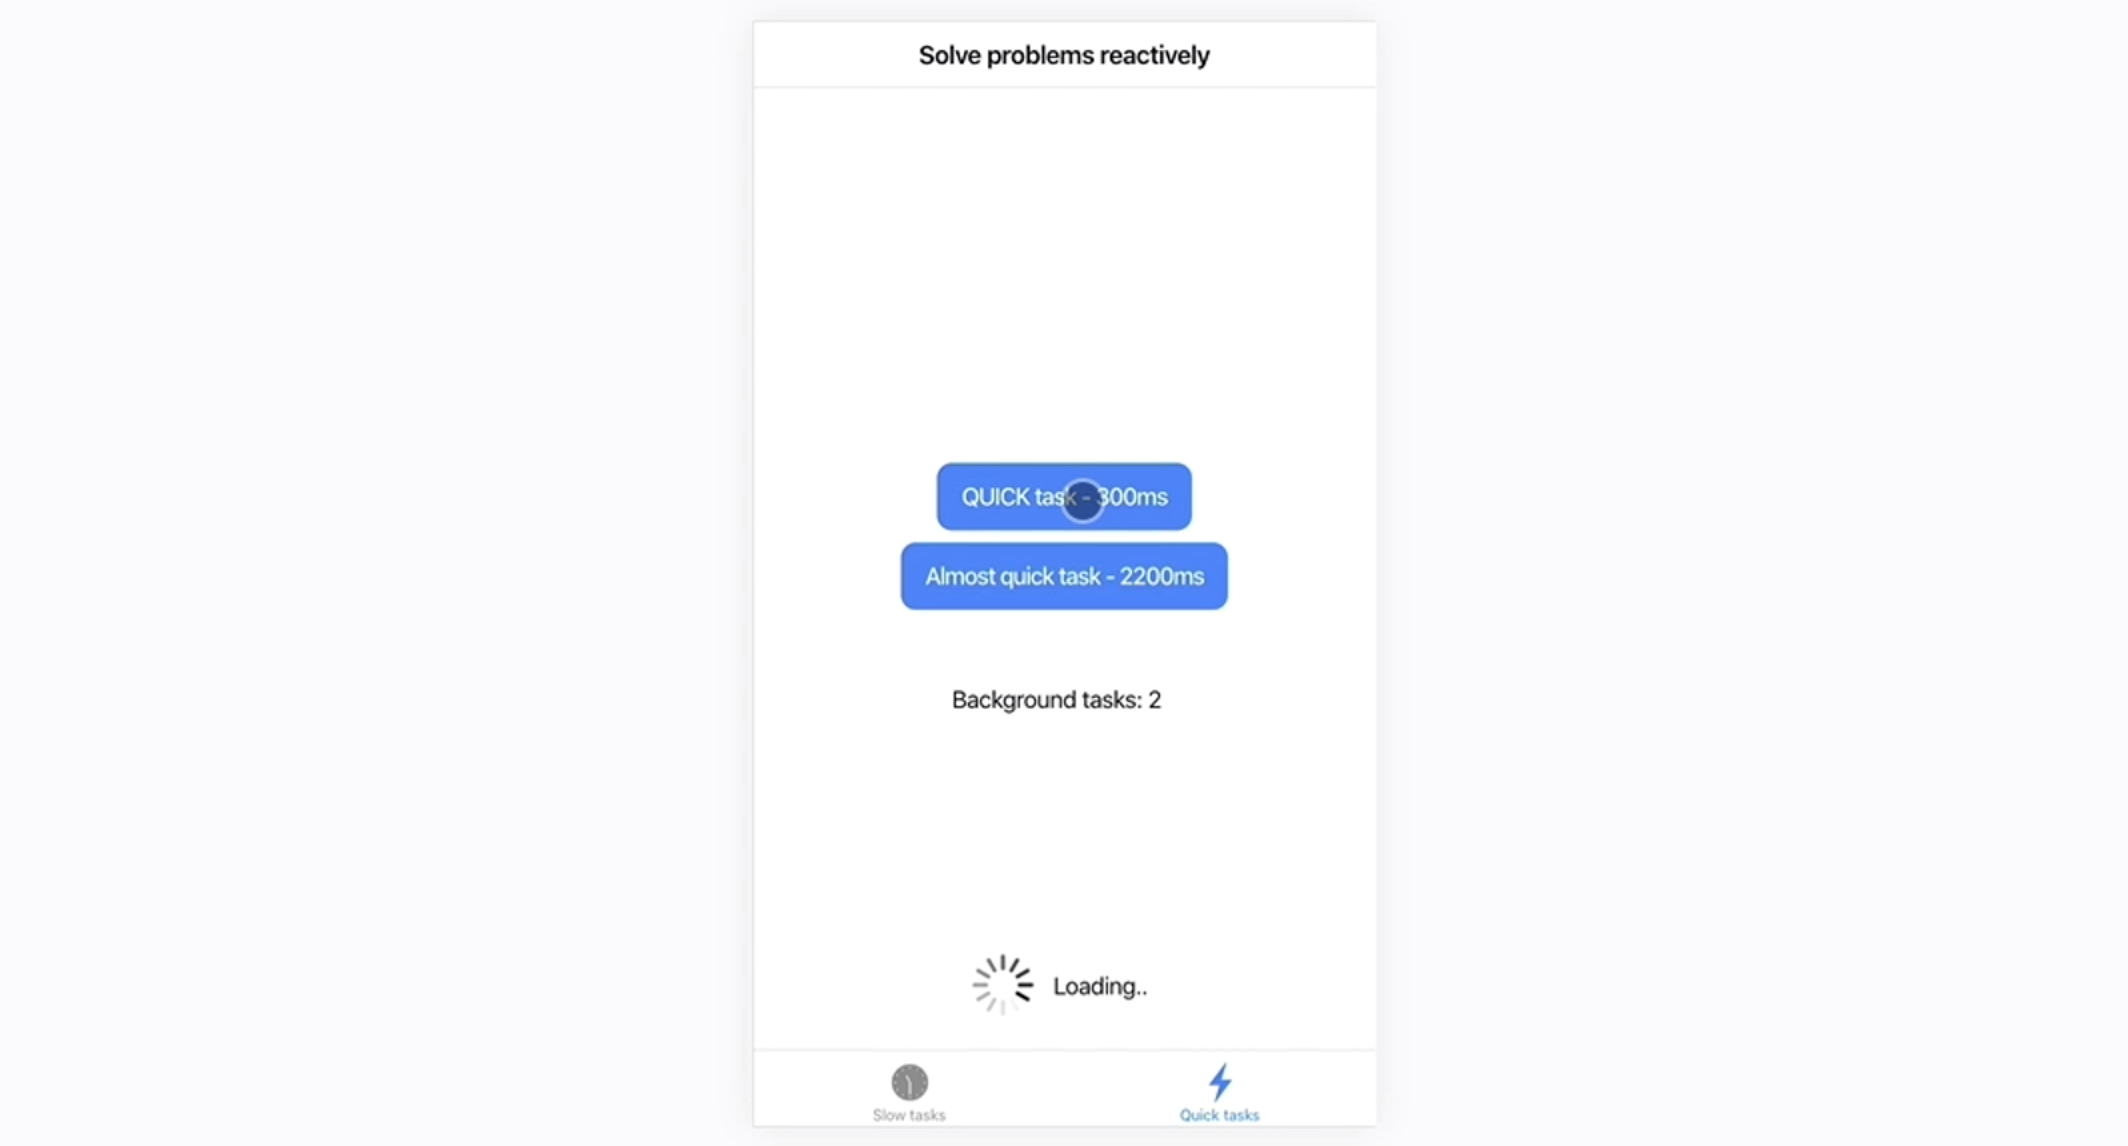 Solve problems reactively
QUICK task - 300ms
Almost quick task - 2200ms
Background tasks: 2
Loading..
Slow tasks
Quick tasks